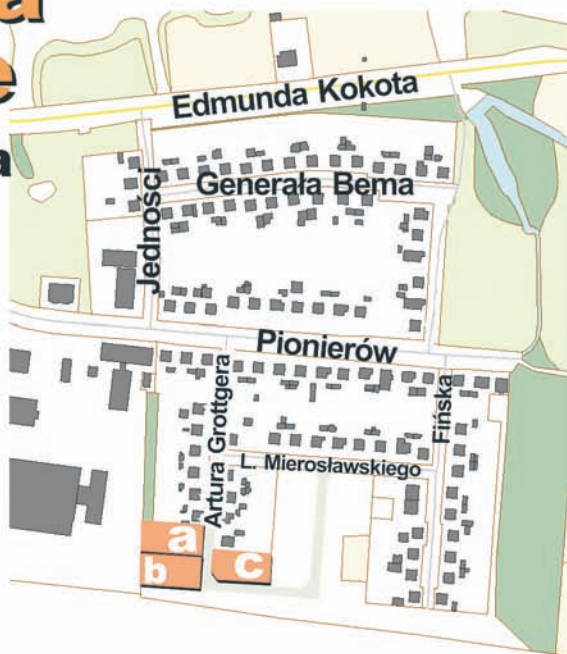 a
e
a
Edmunda Kokota
Generała Bema
Jedności
Pionierów
Artura Grottgera
Fińska
L. Mierosławskiego
a
b
c